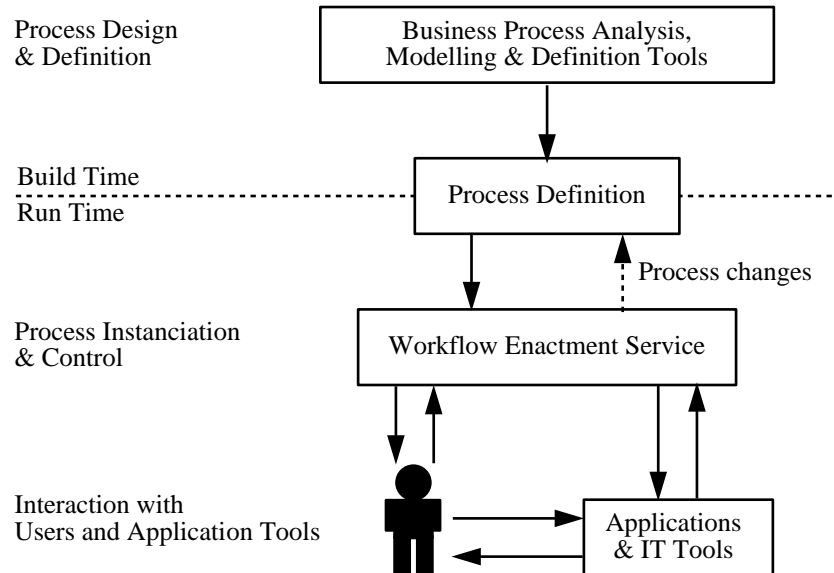 Process Design
& Definition
Business Process Analysis,
Modelling & Definition Tools
Build Time
Run Time
Process Definition
Process changes
Process Instanciation
& Control
Workflow Enactment Service
Interaction with
Users and Application Tools
Applications
& IT Tools